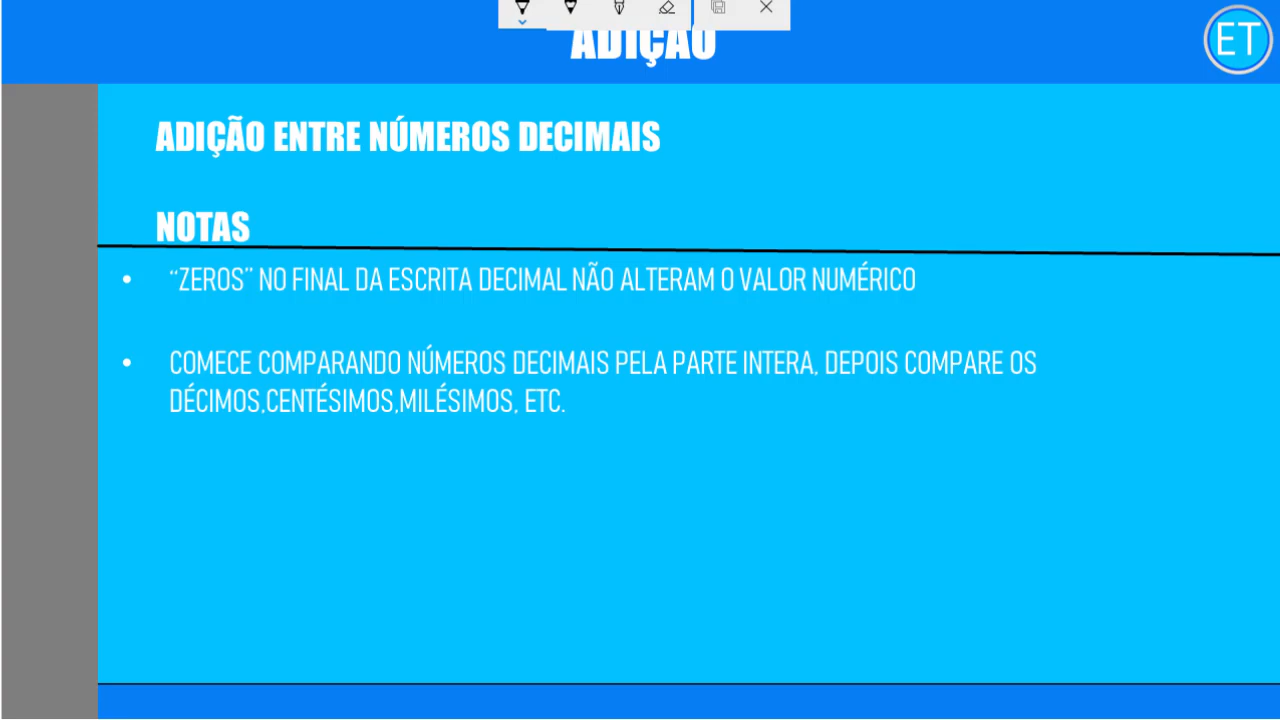 ADIÇÃO
ET
ADIÇÃO ENTRE NÚMEROS DECIMAIS
NOTAS
• “ZEROS” NO FINAL DA ESCRITA DECIMAL NÃO ALTERAM O VALOR NUMÉRICO
• COMECE COMPARANDO NÚMEROS DECIMAIS PELA PARTE INTERA, DEPOIS COMPARE OS
DÉCIMOS,CENTÉSIMOS,MILÉSIMOS, ETC.